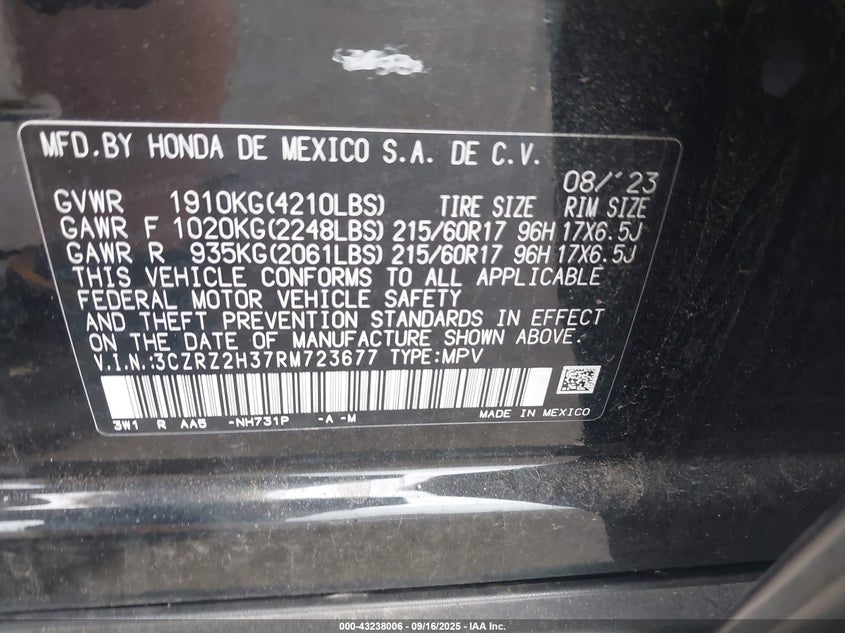 MFD.BY HONDA DE MEXICO S.A. DE C.V.
08/'23
GVWR 1910KG(4210LBS) TIRE SIZE RIM SIZE
GAWR F 1020KG(2248LBS) 215/60R17 96H 17X6.5J
GAWR R 935KG(2061LBS) 215/60R17 96H 17X6.5J
THIS VEHICLE CONFORMS TO ALL APPLICABLE
FEDERAL MOTOR VEHICLE SAFETY
AND THEFT PREVENTION STANDARDS IN EFFECT
ON THE DATE OF MANUFACTURE SHOWN ABOVE.
V.I.N.:3CZRZ2H37RM723677 TYPE:MPV
3W1 R AA5 -NH731P -A -M MADE IN MEXICO
000-43238006 - 09/16/2025 - IAA Inc.